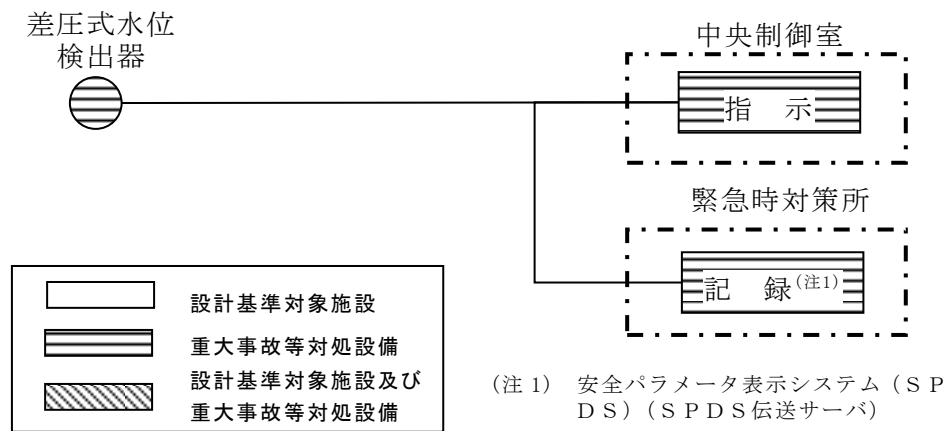 差圧式水位
検出器
中央制御室
指　示
緊急時対策所
記　録(注1)
設計基準対象施設
重大事故等対処設備
設計基準対象施設及び
重大事故等対処設備
(注 1)　安全パラメータ表示システム（ＳＰ
ＤＳ）（ＳＰＤＳ伝送サーバ）